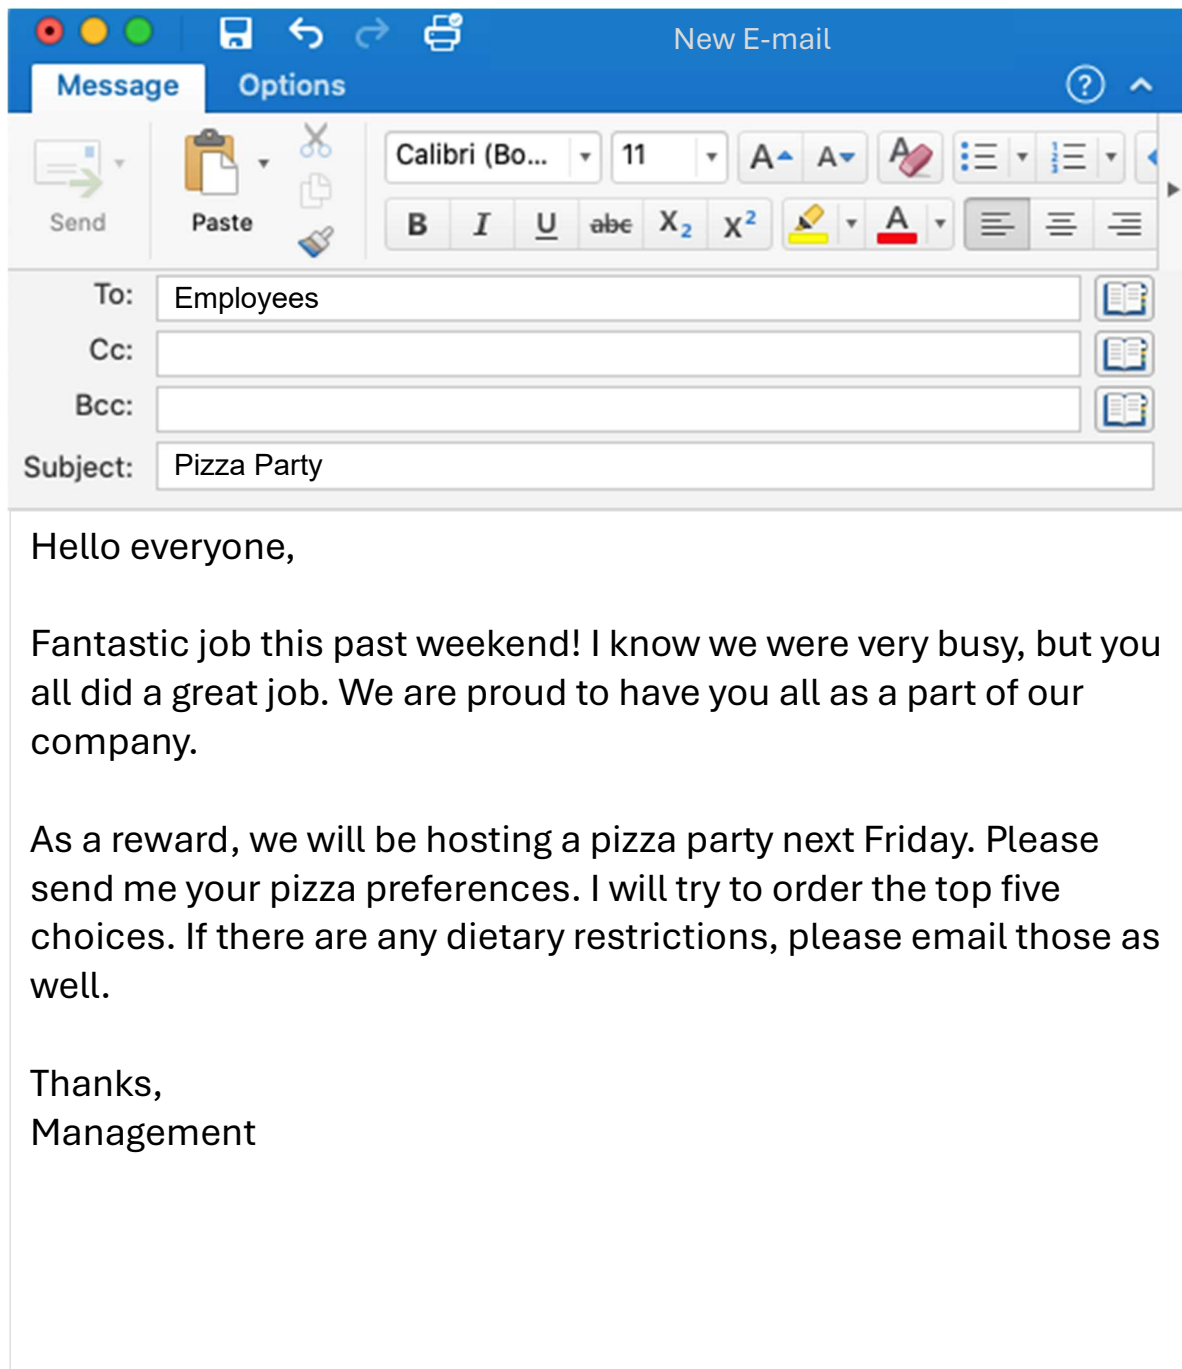 New E-mail
Message Options
?
Send Paste Calibri (Bo... 11 A A A
B I U abc X₂ X² A
To: Employees
Cc:
Bcc:
Subject: Pizza Party
Hello everyone,
Fantastic job this past weekend! I know we were very busy, but you
all did a great job. We are proud to have you all as a part of our
company.
As a reward, we will be hosting a pizza party next Friday. Please
send me your pizza preferences. I will try to order the top five
choices. If there are any dietary restrictions, please email those as
well.
Thanks,
Management